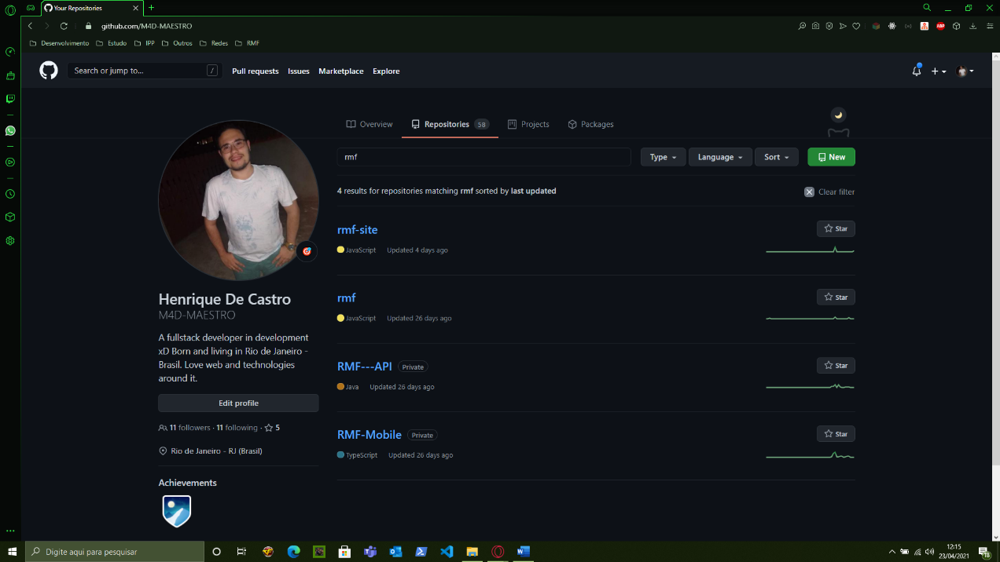 Your Repositories
github.com/M4D-MAESTRO
Desenvolvimento Estudo IPP Outros Redes RMF
Search or jump to... /
Pull requests Issues Marketplace Explore
Overview Repositories 58 Projects Packages
rmf
Type Language Sort New
4 results for repositories matching rmf sorted by last updated
Clear filter
rmf-site
Star
JavaScript Updated 4 days ago
rmf
Star
JavaScript Updated 26 days ago
RMF---API Private
Star
Java Updated 26 days ago
RMF-Mobile Private
Star
TypeScript Updated 26 days ago
Henrique De Castro
M4D-MAESTRO
A fullstack developer in development
xD Born and living in Rio de Janeiro -
Brasil. Love web and technologies
around it.
Edit profile
11 followers · 11 following · 5
Rio de Janeiro - RJ (Brasil)
Achievements
Digite aqui para pesquisar
12:15
23/04/2021
18
ABP